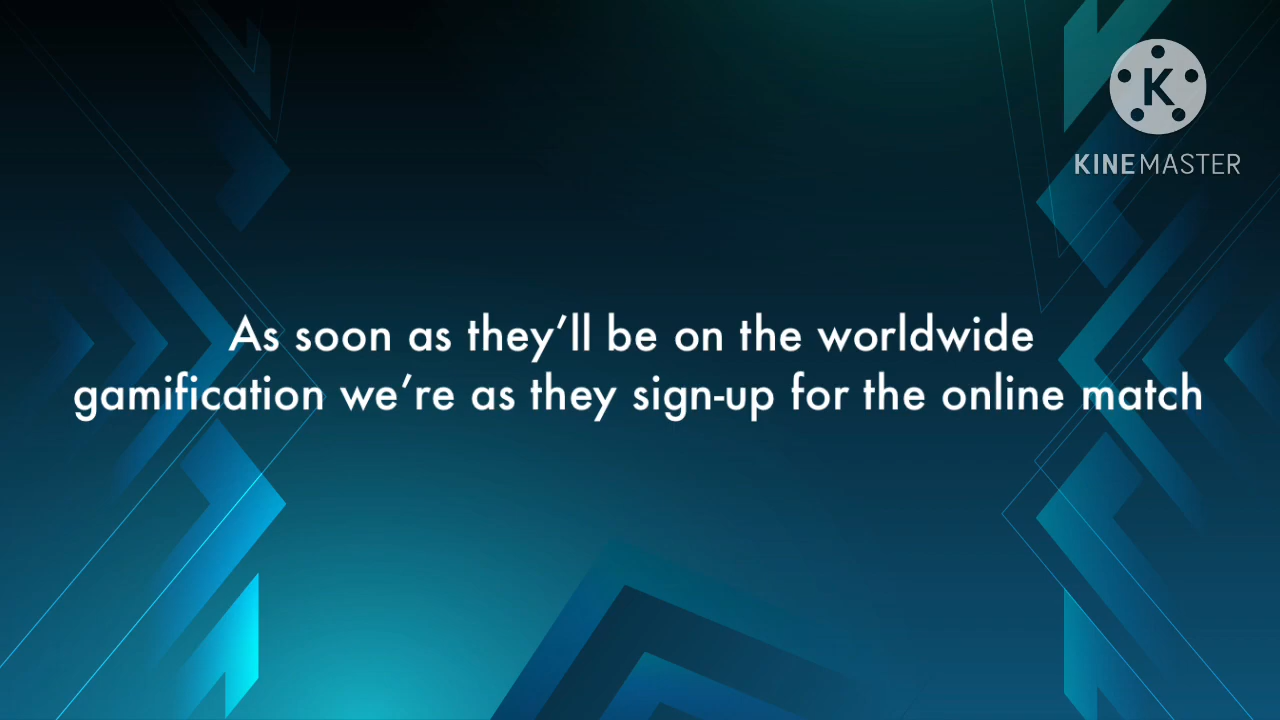 K
KINEMASTER
As soon as they’ll be on the worldwide
gamification we’re as they sign-up for the online match